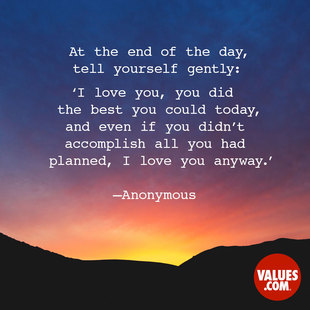 At the end of the day,
tell yourself gently:
‘I love you, you did
the best you could today,
and even if you didn’t
accomplish all you had
planned, I love you anyway.’
—Anonymous
VALUES
.COM